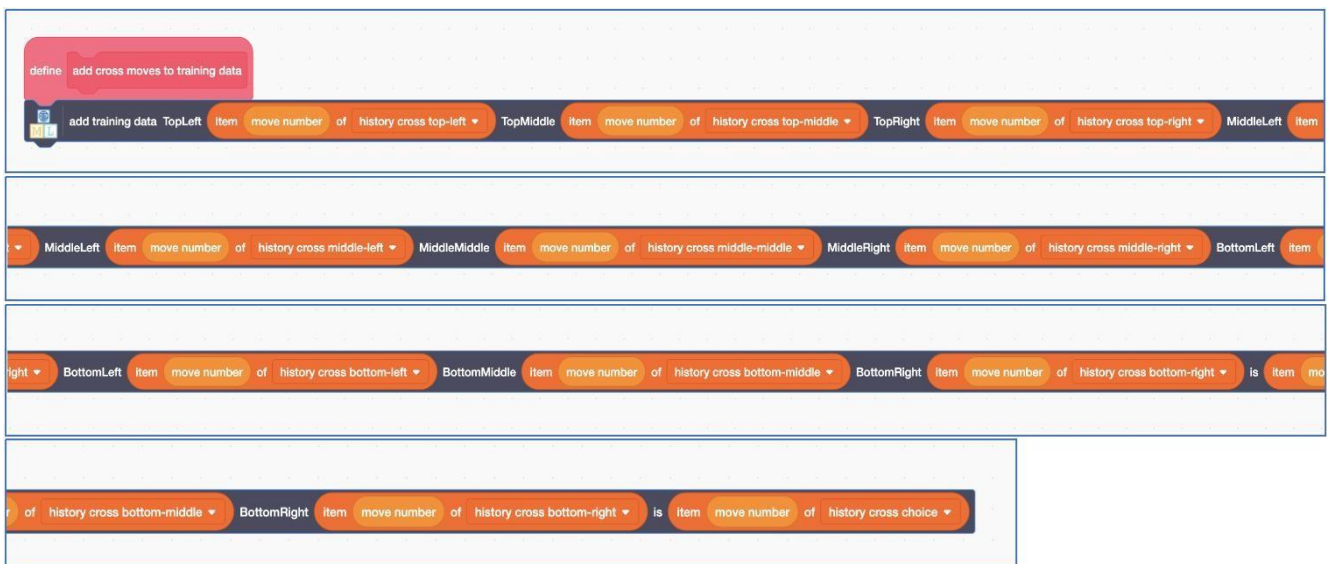 define add cross moves to training data
ML add training data TopLeft item move number of history cross top-left TopMiddle item move number of history cross top-middle TopRight item move number of history cross top-right MiddleLeft item
MiddleLeft item move number of history cross middle-left MiddleMiddle item move number of history cross middle-middle MiddleRight item move number of history cross middle-right BottomLeft item
right BottomLeft item move number of history cross bottom-left BottomMiddle item move number of history cross bottom-middle BottomRight item move number of history cross bottom-right is item mo
of history cross bottom-middle BottomRight item move number of history cross bottom-right is item move number of history cross choice